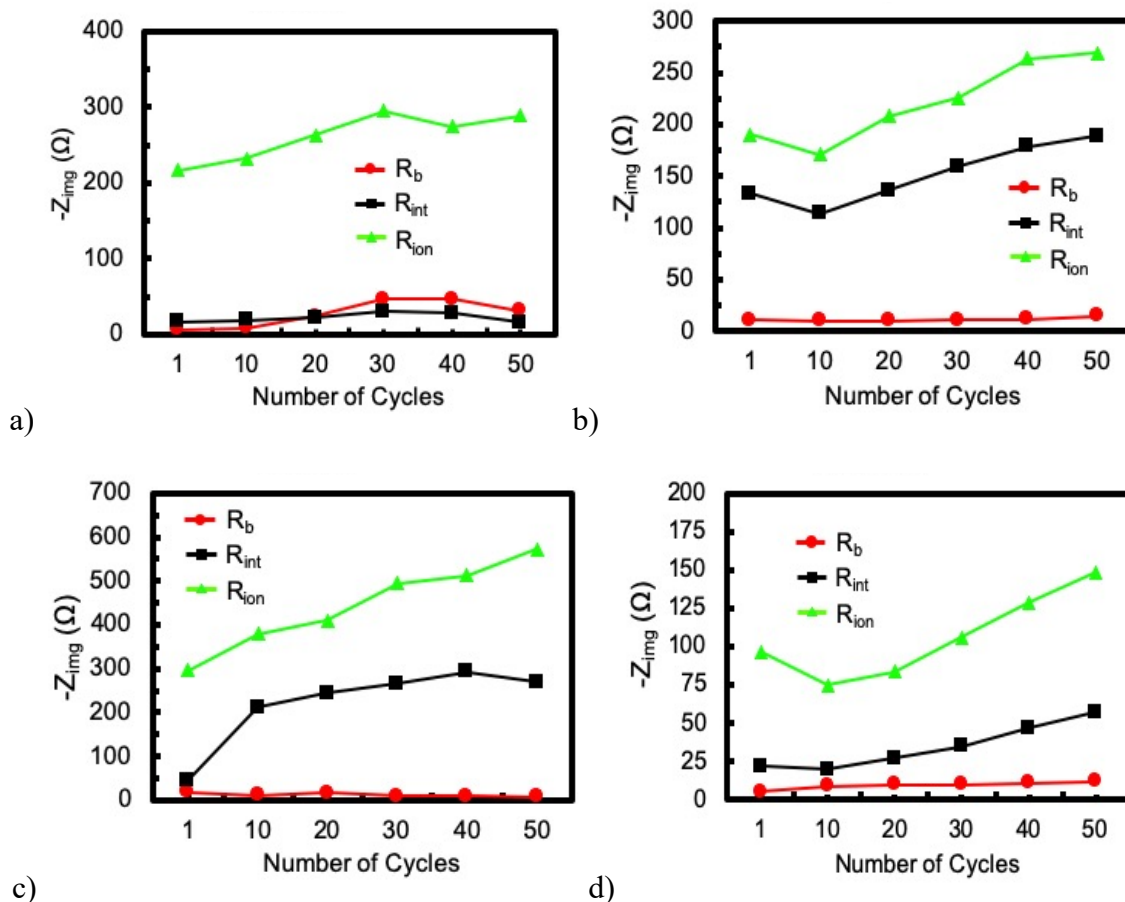 400
300
200
100
0
-Z_img (Ω)
R_b
R_int
R_ion
1 10 20 30 40 50
Number of Cycles
a)
300
250
200
150
100
50
0
-Z_img (Ω)
R_b
R_int
R_ion
1 10 20 30 40 50
Number of Cycles
b)
700
600
500
400
300
200
100
0
-Z_img (Ω)
R_b
R_int
R_ion
1 10 20 30 40 50
Number of Cycles
c)
200
175
150
125
100
75
50
25
0
-Z_img (Ω)
R_b
R_int
R_ion
1 10 20 30 40 50
Number of Cycles
d)